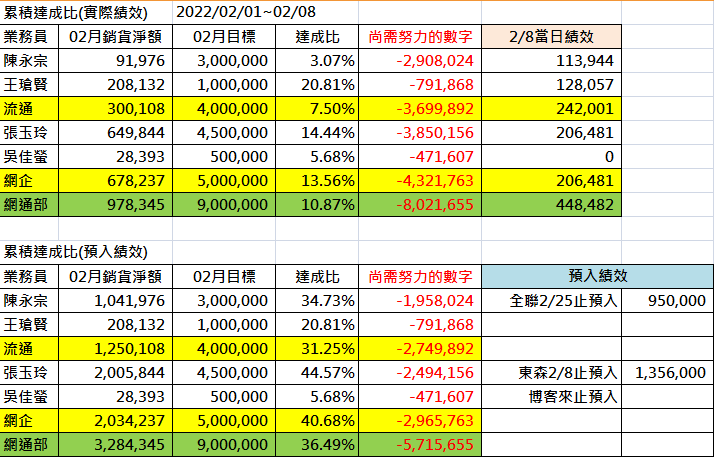 累積達成比(實際績效) 2022/02/01~02/08
業務員 02月銷貨淨額 02月目標 達成比 尚需努力的數字 2/8當日績效
陳永宗 91,976 3,000,000 3.07% -2,908,024 113,944
王瑲賢 208,132 1,000,000 20.81% -791,868 128,057
流通 300,108 4,000,000 7.50% -3,699,892 242,001
張玉玲 649,844 4,500,000 14.44% -3,850,156 206,481
吳佳螢 28,393 500,000 5.68% -471,607 0
網企 678,237 5,000,000 13.56% -4,321,763 206,481
網通部 978,345 9,000,000 10.87% -8,021,655 448,482
累積達成比(預入績效)
業務員 02月銷貨淨額 02月目標 達成比 尚需努力的數字 預入績效
陳永宗 1,041,976 3,000,000 34.73% -1,958,024 全聯2/25止預入 950,000
王瑲賢 208,132 1,000,000 20.81% -791,868
流通 1,250,108 4,000,000 31.25% -2,749,892
張玉玲 2,005,844 4,500,000 44.57% -2,494,156 東森2/8止預入 1,356,000
吳佳螢 28,393 500,000 5.68% -471,607 博客來止預入
網企 2,034,237 5,000,000 40.68% -2,965,763
網通部 3,284,345 9,000,000 36.49% -5,715,655